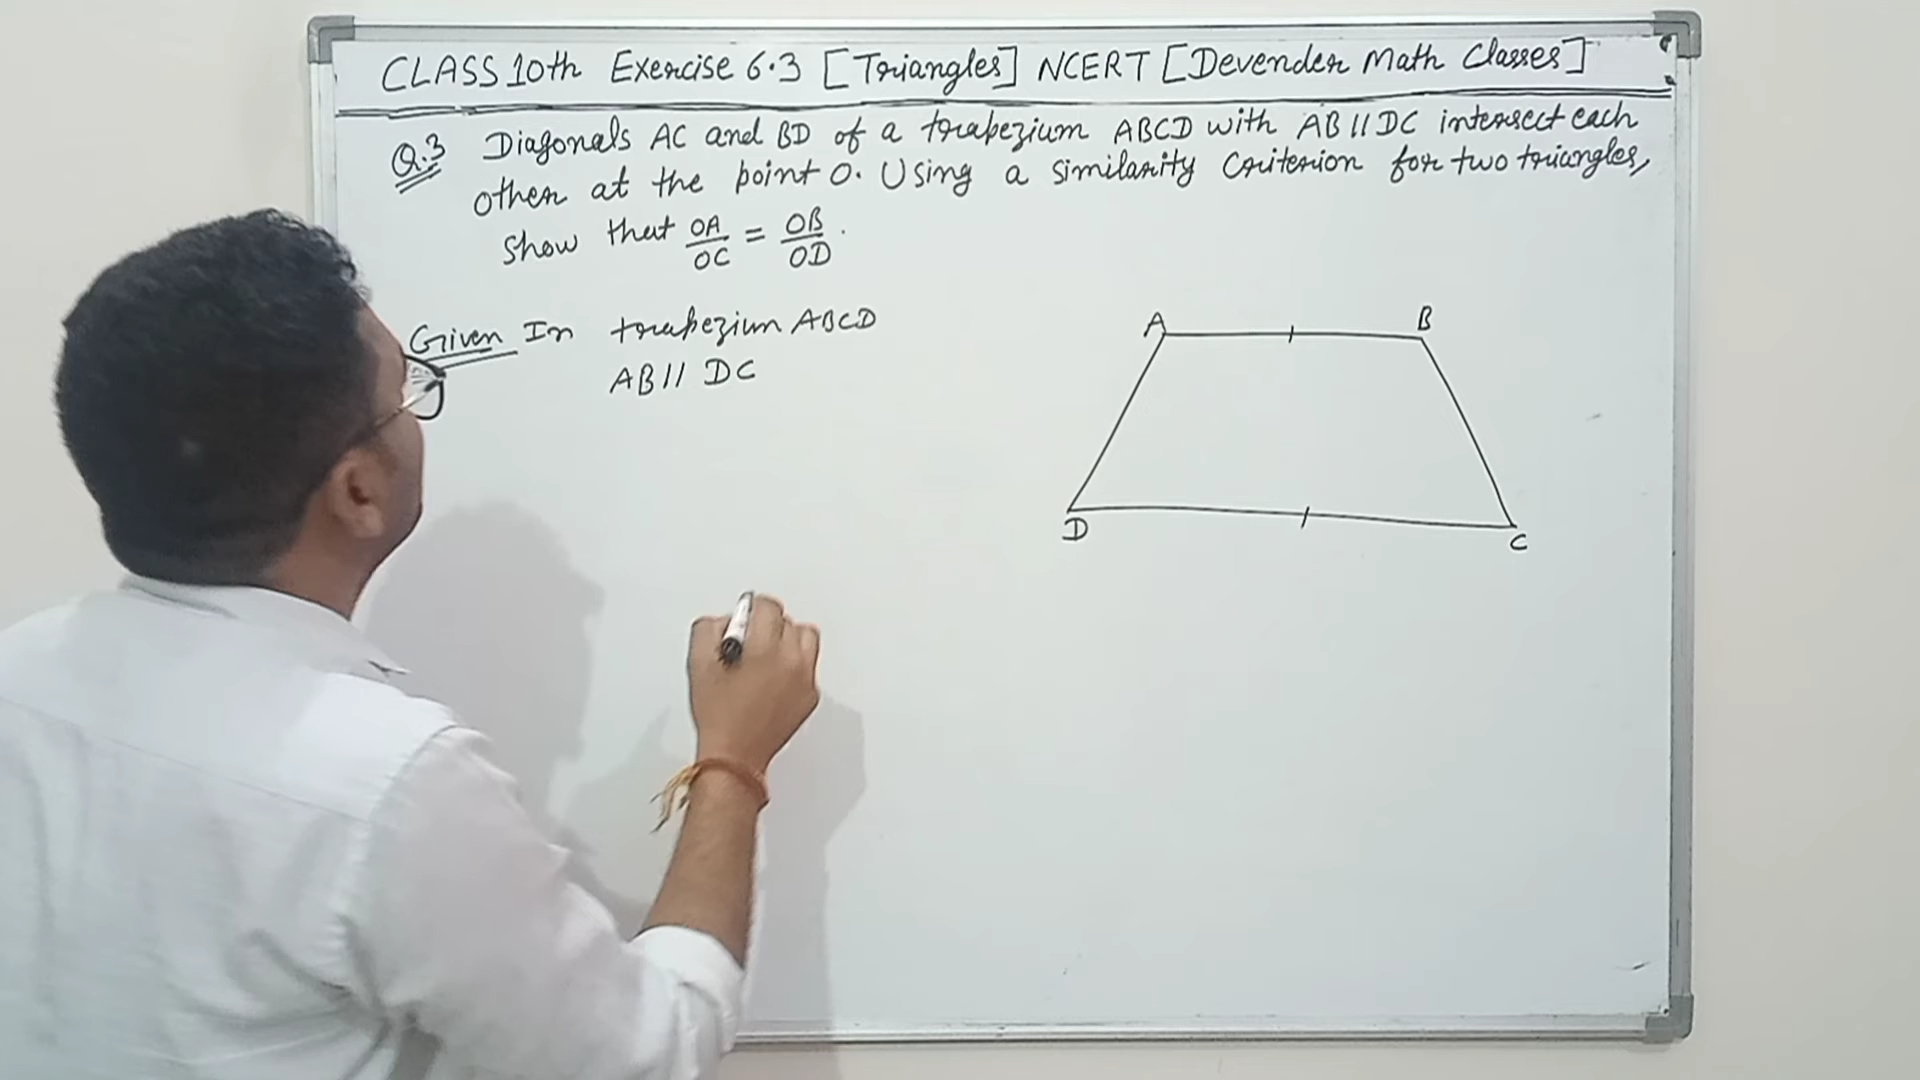 CLASS 10th Exercise 6.3 [Triangles] NCERT [Devender Math Classes]
Q.3 Diagonals AC and BD of a trapezium ABCD with AB || DC intersect each
other at the point O. Using a similarity Criterion for two triangles,
Show that OA/OC = OB/OD.
Given In trapezium ABCD
AB // DC
A B
D C